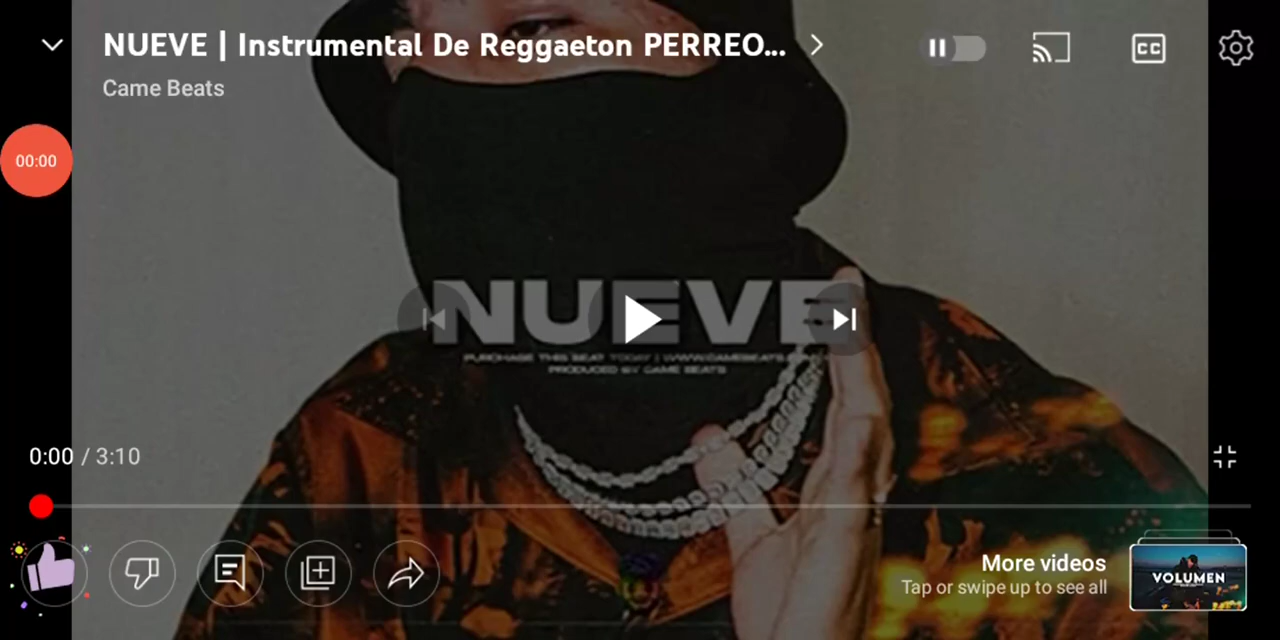 NUEVE | Instrumental De Reggaeton PERREO...
CC
Came Beats
00:00
NUEVE
PURCHASE THIS BEAT TODAY | WWW.CAMEBEATS.COM
PRODUCED BY CAME BEATS
0:00 / 3:10
More videos
Tap or swipe up to see all
VOLUMEN